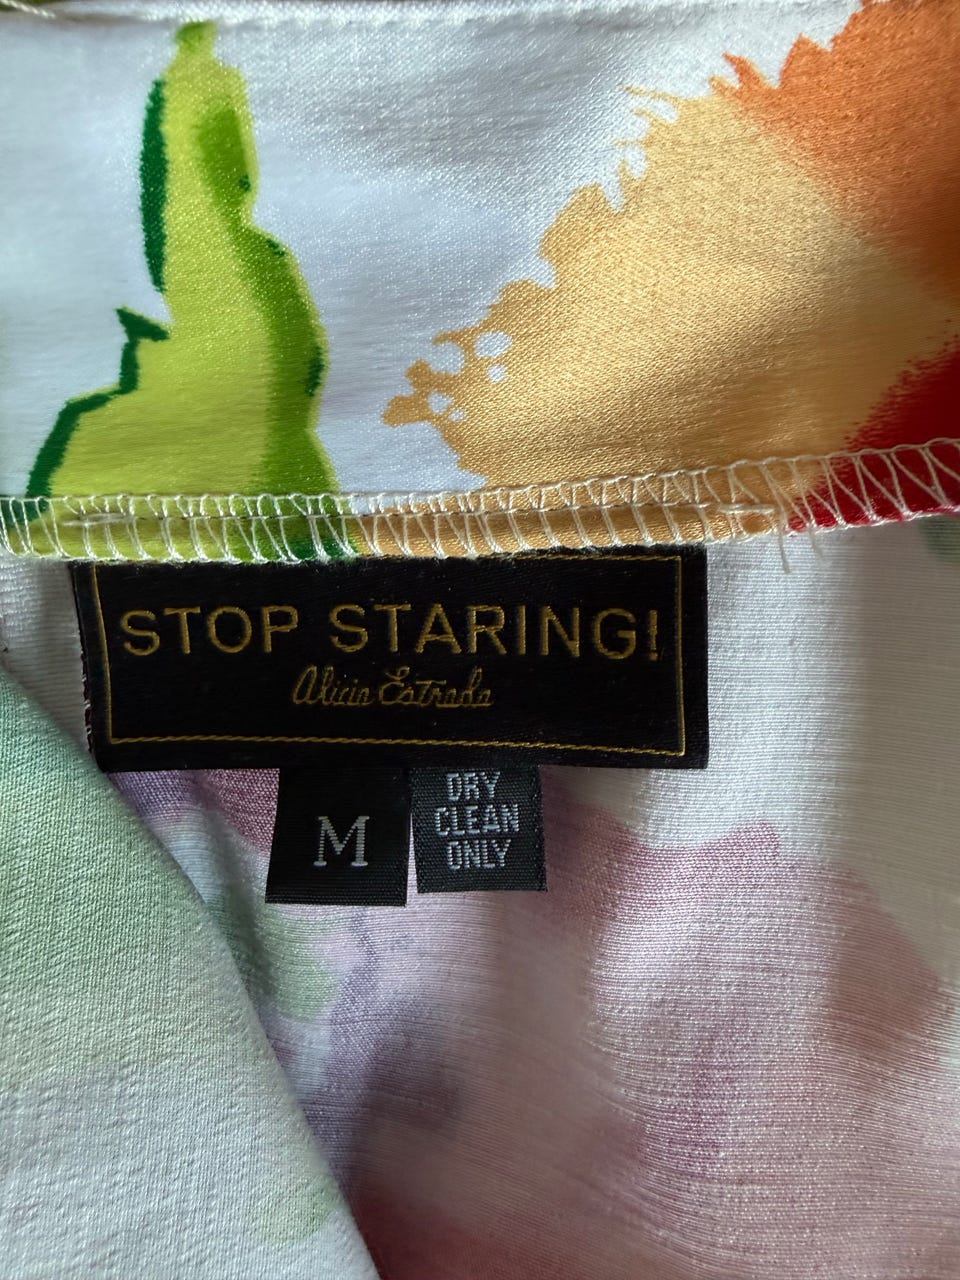 STOP STARING!
Alicia Estrada
M
DRY
CLEAN
ONLY